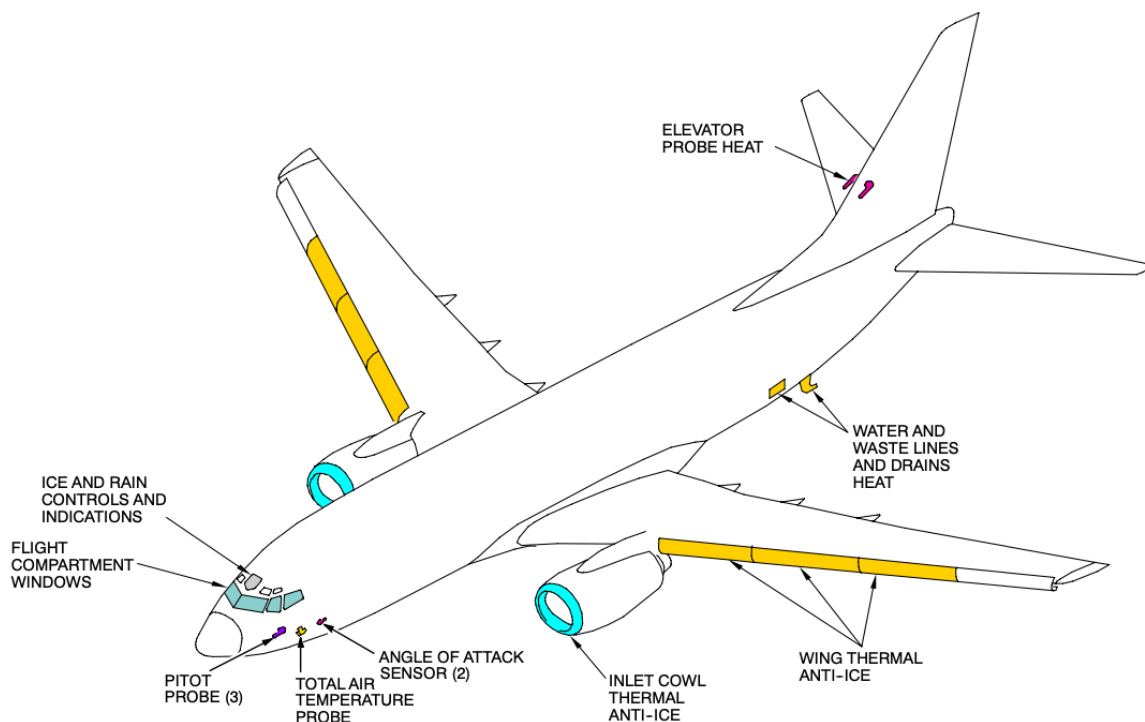 ELEVATOR
PROBE HEAT
WATER AND
WASTE LINES
AND DRAINS
HEAT
ICE AND RAIN
CONTROLS AND
INDICATIONS
FLIGHT
COMPARTMENT
WINDOWS
PITOT
PROBE (3)
TOTAL AIR
TEMPERATURE
PROBE
ANGLE OF ATTACK
SENSOR (2)
INLET COWL
THERMAL
ANTI-ICE
WING THERMAL
ANTI-ICE